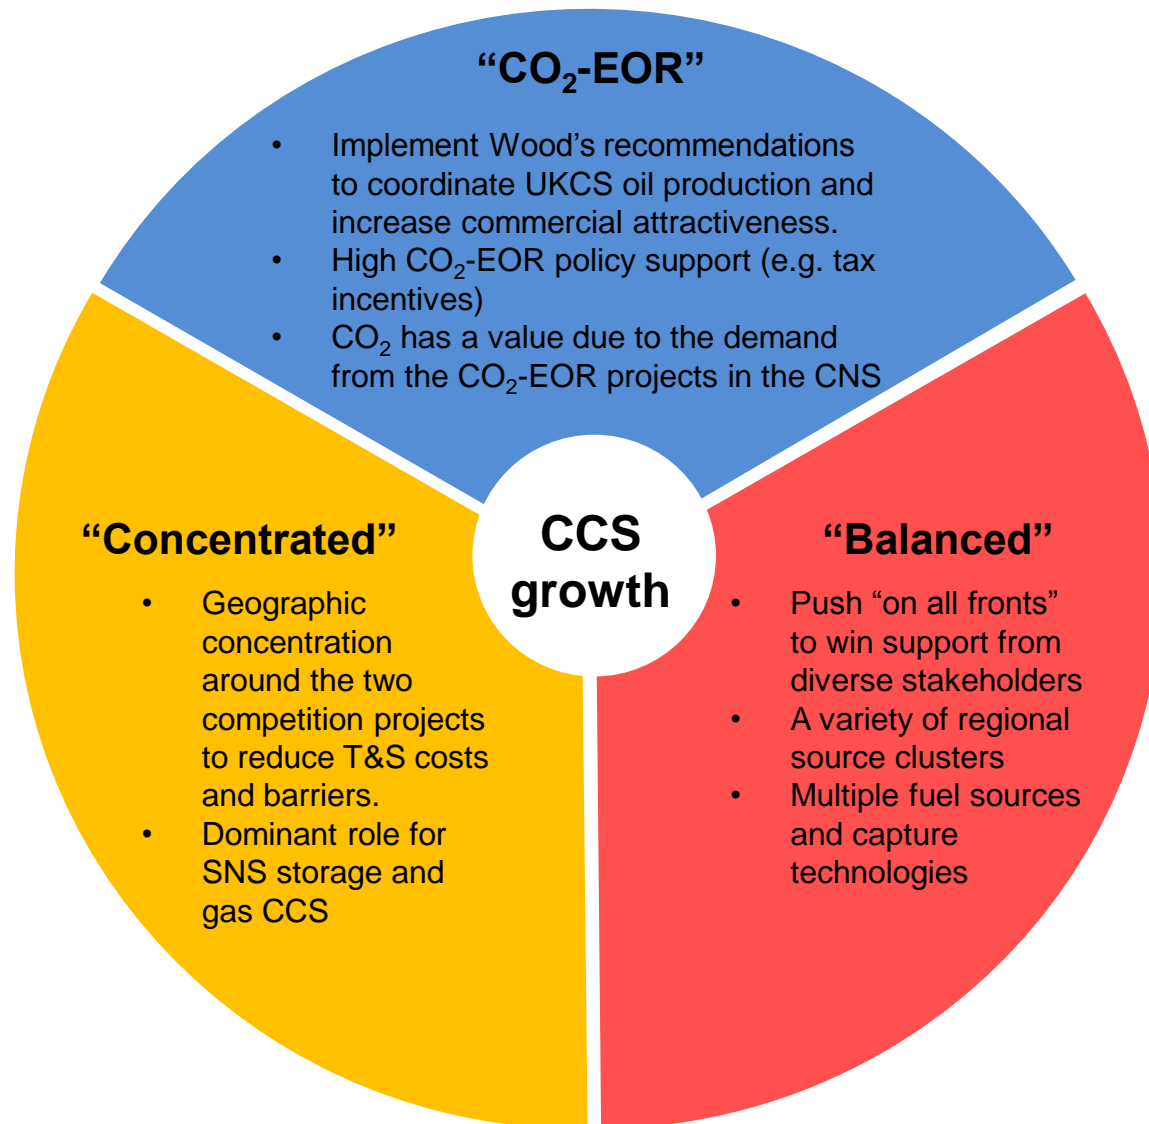 “CO₂-EOR”
• Implement Wood’s recommendations
to coordinate UKCS oil production and
increase commercial attractiveness.
• High CO₂-EOR policy support (e.g. tax
incentives)
• CO₂ has a value due to the demand
from the CO₂-EOR projects in the CNS
CCS
growth
“Concentrated”
• Geographic
concentration
around the two
competition projects
to reduce T&S costs
and barriers.
• Dominant role for
SNS storage and
gas CCS
“Balanced”
• Push “on all fronts”
to win support from
diverse stakeholders
• A variety of regional
source clusters
• Multiple fuel sources
and capture
technologies